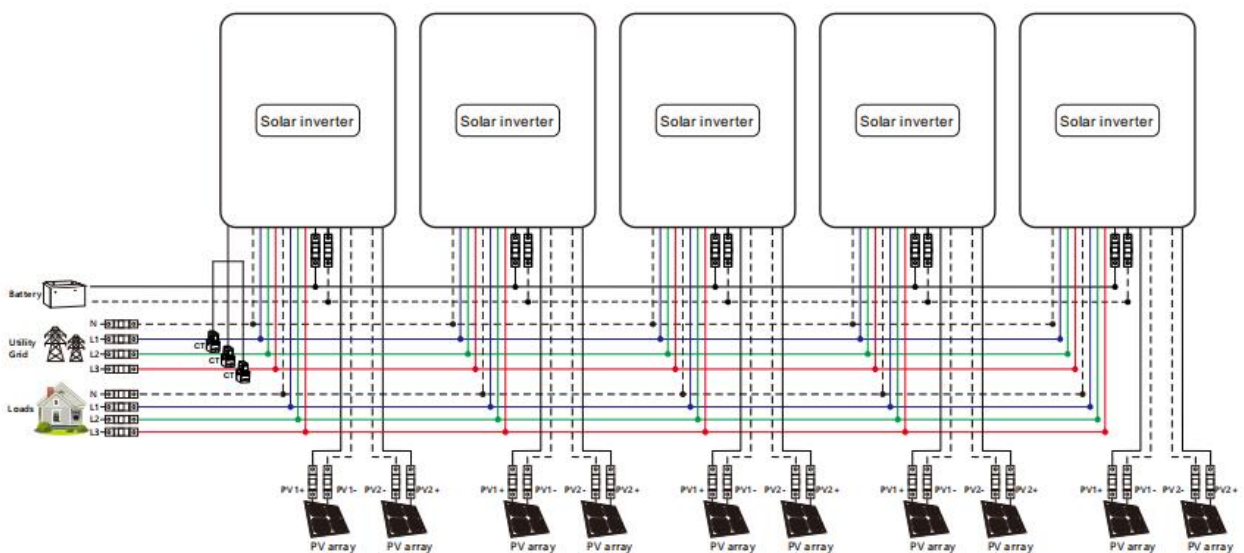 Solar inverter Solar inverter Solar inverter Solar inverter Solar inverter
Battery
N
Utility
Grid
L1
CT
L2
CT
L3
CT
N
Loads
L1
L2
L3
PV1+ PV1- PV2- PV2+ PV1+ PV1- PV2- PV2+ PV1+ PV1- PV2- PV2+ PV1+ PV1- PV2- PV2+ PV1+ PV1- PV2- PV2+
PV array PV array PV array PV array PV array PV array PV array PV array PV array PV array